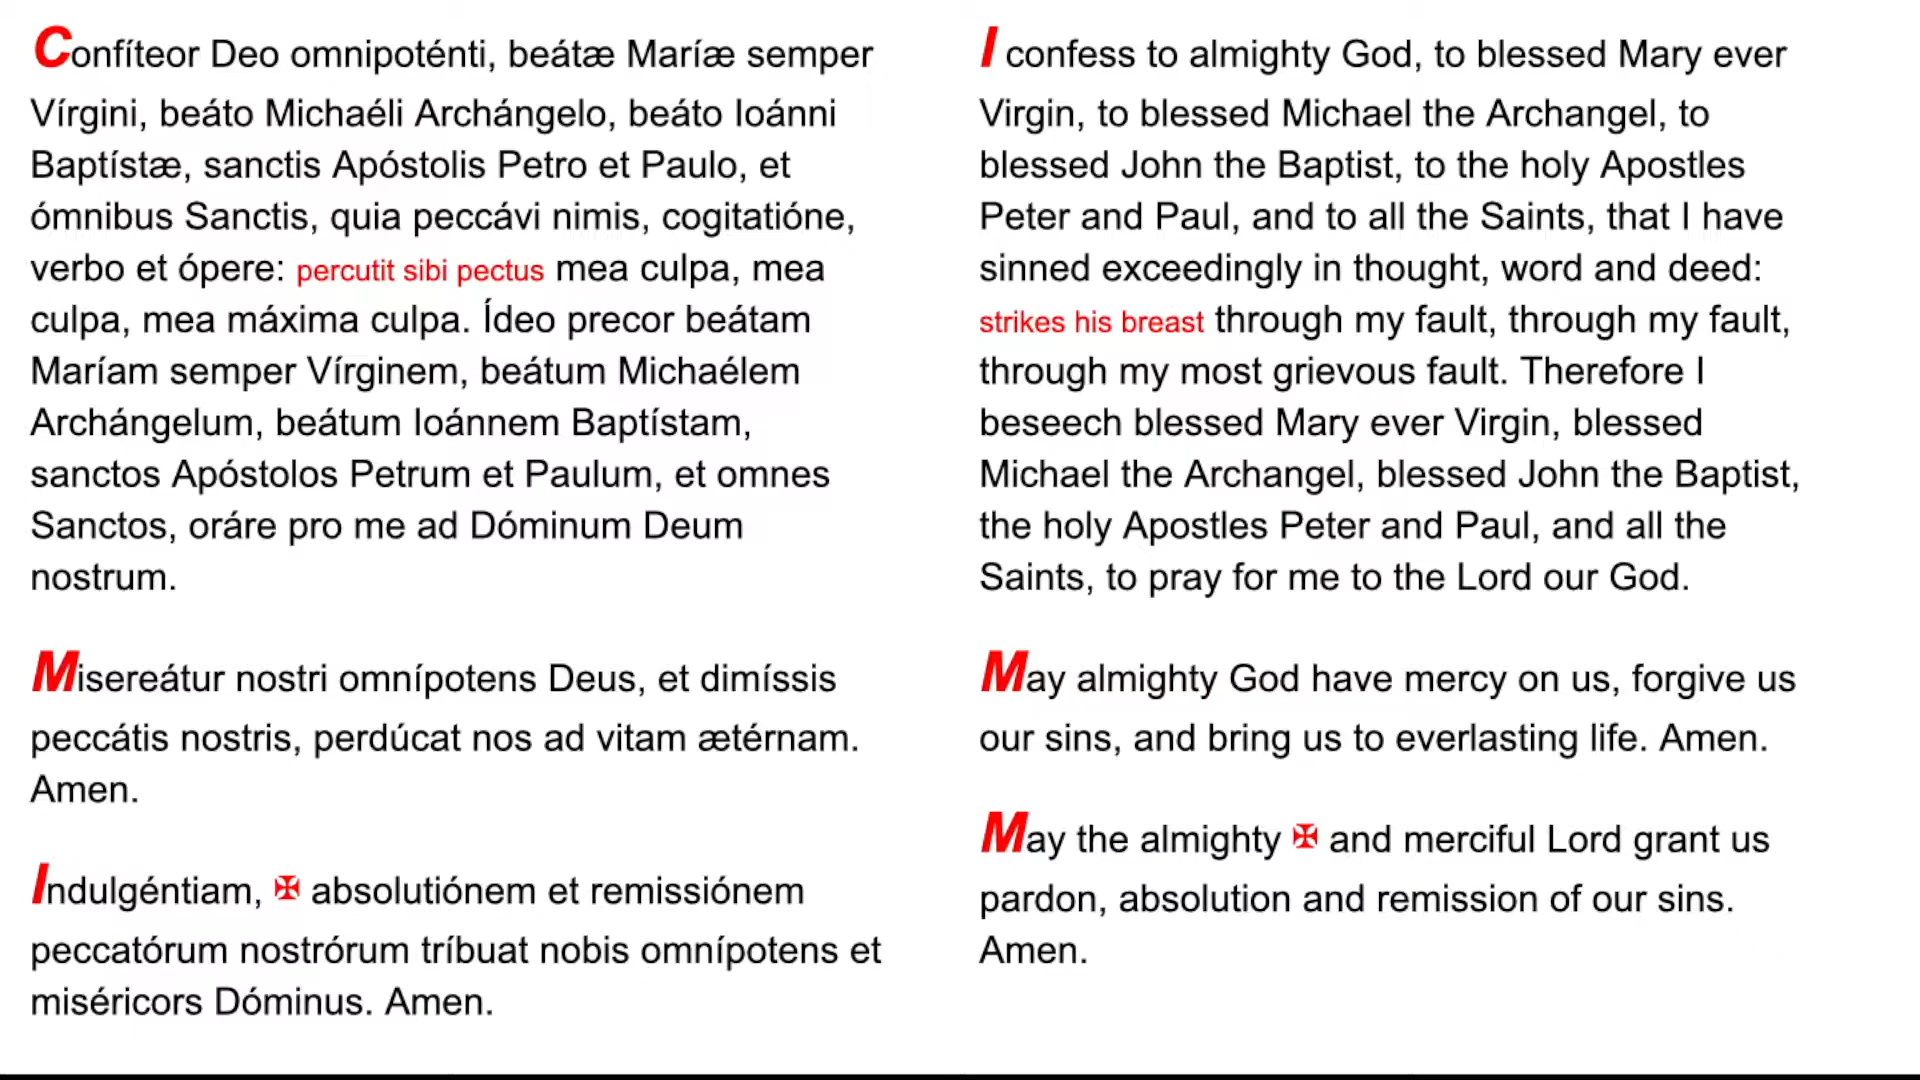 Confíteor Deo omnipoténti, beátæ Maríæ semper
Vírgini, beáto Michaéli Archángelo, beáto Ioánni
Baptístæ, sanctis Apóstolis Petro et Paulo, et
ómnibus Sanctis, quia peccávi nimis, cogitatióne,
verbo et ópere: percutit sibi pectus mea culpa, mea
culpa, mea máxima culpa. Ídeo precor beátam
Maríam semper Vírginem, beátum Michaélem
Archángelum, beátum Ioánnem Baptístam,
sanctos Apóstolos Petrum et Paulum, et omnes
Sanctos, oráre pro me ad Dóminum Deum
nostrum.
Misereátur nostri omnípotens Deus, et dimíssis
peccátis nostris, perdúcat nos ad vitam ætérnam.
Amen.
Indulgéntiam, ✠ absolutiónem et remissiónem
peccatórum nostrórum tríbuat nobis omnípotens et
miséricors Dóminus. Amen.
I confess to almighty God, to blessed Mary ever
Virgin, to blessed Michael the Archangel, to
blessed John the Baptist, to the holy Apostles
Peter and Paul, and to all the Saints, that I have
sinned exceedingly in thought, word and deed:
strikes his breast through my fault, through my fault,
through my most grievous fault. Therefore I
beseech blessed Mary ever Virgin, blessed
Michael the Archangel, blessed John the Baptist,
the holy Apostles Peter and Paul, and all the
Saints, to pray for me to the Lord our God.
May almighty God have mercy on us, forgive us
our sins, and bring us to everlasting life. Amen.
May the almighty ✠ and merciful Lord grant us
pardon, absolution and remission of our sins.
Amen.